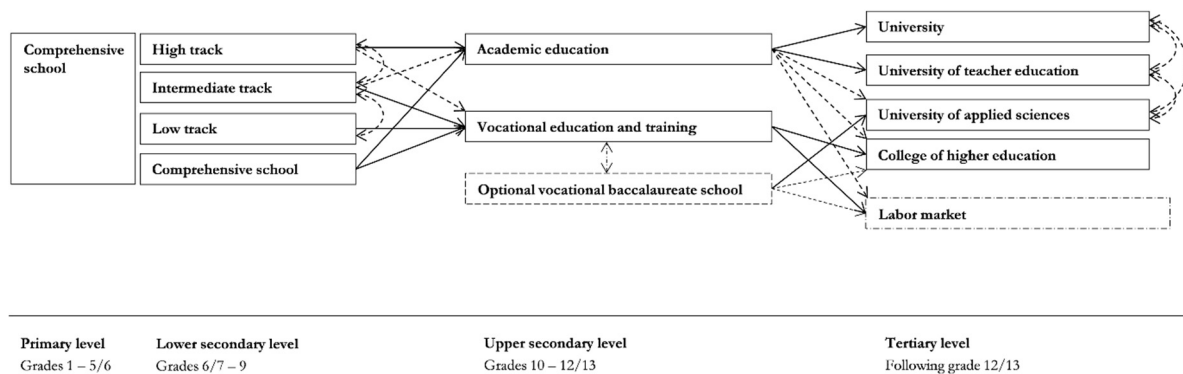 Comprehensive
school
High track
Intermediate track
Low track
Comprehensive school
Academic education
Vocational education and training
Optional vocational baccalaureate school
University
University of teacher education
University of applied sciences
College of higher education
Labor market
Primary level
Grades 1 – 5/6
Lower secondary level
Grades 6/7 – 9
Upper secondary level
Grades 10 – 12/13
Tertiary level
Following grade 12/13